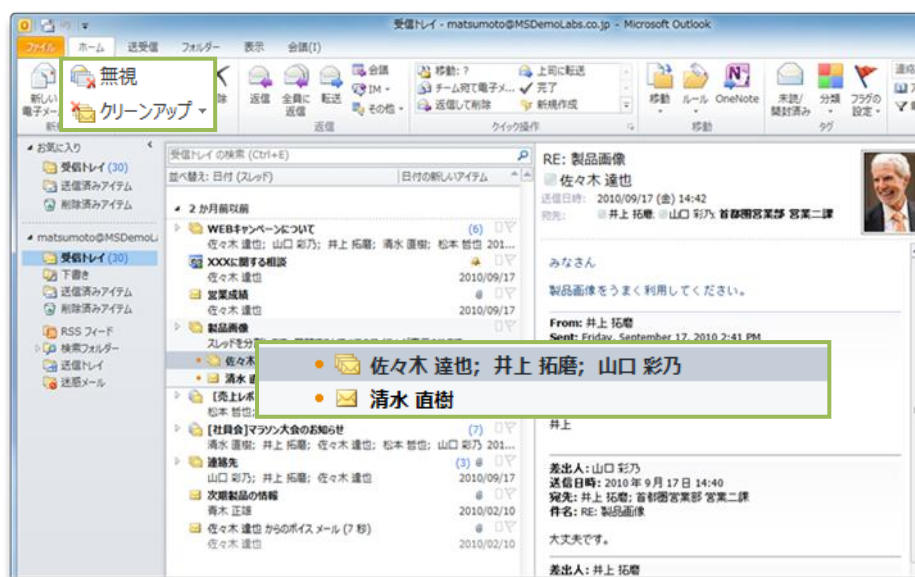 受信トレイ - matsumoto@MSDemoLabs.co.jp - Microsoft Outlook
ファイル ホーム 送受信 フォルダー 表示 会議(I)
無視
クリーンアップ
返信
全員に
返信
転送
会議
IM
その他
返信
移動: ?
チーム宛て電子メ...
返信して削除
上司に転送
完了
新規作成
クイック操作
移動
ルール
OneNote
移動
未読/
開封済み
分類
フラグの
設定
タグ
お気に入り
受信トレイ (30)
送信済みアイテム
削除済みアイテム
matsumoto@MSDemoL
受信トレイ (30)
下書き
送信済みアイテム
削除済みアイテム
RSS フィード
検索フォルダー
送信トレイ
迷惑メール
受信トレイの検索 (Ctrl+E)
並べ替え: 日付 (スレッド) 日付の新しいアイテム
2 か月前以前
WEBキャンペーンについて (6)
佐々木 達也; 山口 彩乃; 井上 拓磨; 清水 直樹; 松本 哲也 201...
XXXに関する相談
佐々木 達也 2010/09/17
営業成績
佐々木 達也 2010/09/17
製品画像
佐々木 達也; 井上 拓磨; 山口 彩乃
清水 直樹
[社員会]マラソン大会のお知らせ (7)
清水 直樹; 井上 拓磨; 佐々木 達也; 松本 哲也; 山口 彩乃 201...
連絡先 (3)
山口 彩乃; 井上 拓磨; 佐々木 達也 2010/09/17
次期製品の情報
青木 正雄 2010/02/10
佐々木 達也 からのボイス メール (7 秒)
佐々木 達也 2010/02/10
RE: 製品画像
佐々木 達也
送信日時: 2010/09/17 (金) 14:42
宛先: 井上 拓磨; 山口 彩乃; 首都圏営業部 営業二課
みなさん
製品画像をうまく利用してください。
From: 井上 拓磨
Sent: Friday, September 17, 2010 2:41 PM
井上
差出人: 山口 彩乃
送信日時: 2010 年 9 月 17 日 14:40
宛先: 井上 拓磨; 首都圏営業部 営業二課
件名: RE: 製品画像
大丈夫です。
差出人: 井上 拓磨